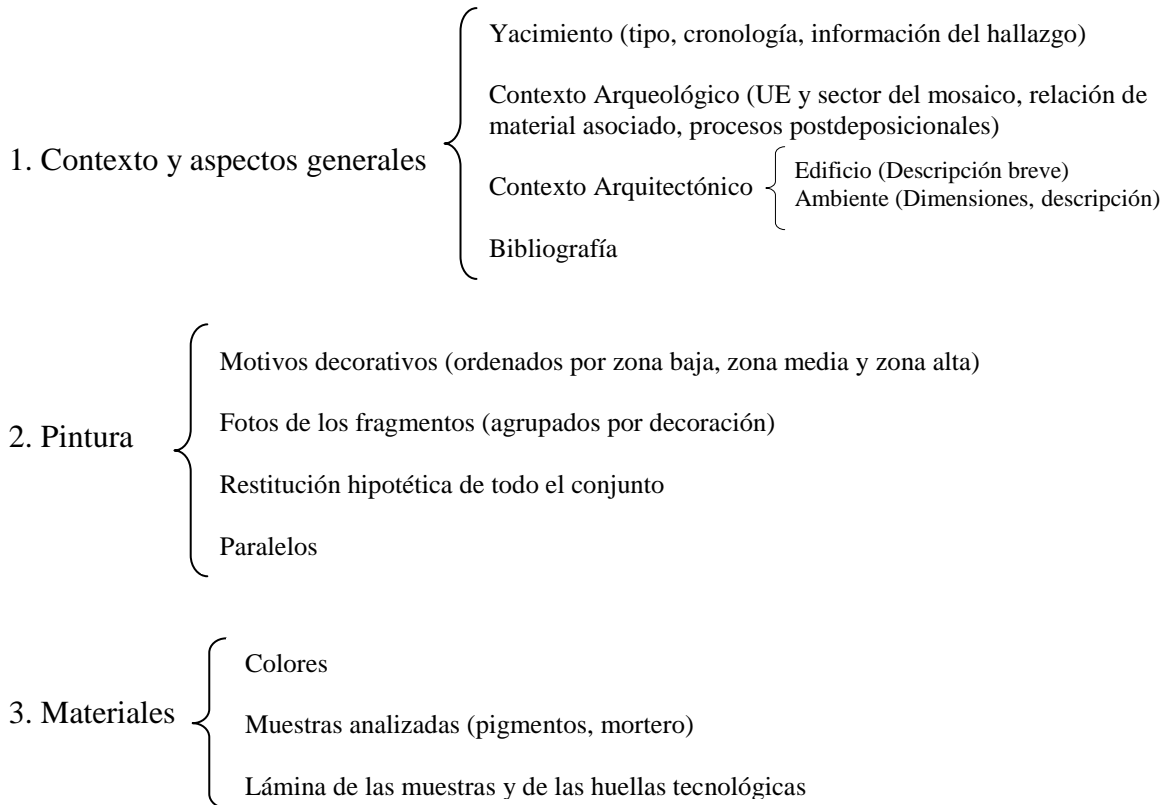 1. Contexto y aspectos generales
Yacimiento (tipo, cronología, información del hallazgo)
Contexto Arqueológico (UE y sector del mosaico, relación de
material asociado, procesos postdeposicionales)
Contexto Arquitectónico
Edificio (Descripción breve)
Ambiente (Dimensiones, descripción)
Bibliografía
2. Pintura
Motivos decorativos (ordenados por zona baja, zona media y zona alta)
Fotos de los fragmentos (agrupados por decoración)
Restitución hipotética de todo el conjunto
Paralelos
3. Materiales
Colores
Muestras analizadas (pigmentos, mortero)
Lámina de las muestras y de las huellas tecnológicas